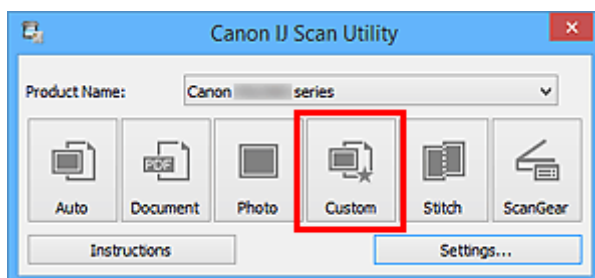 Canon IJ Scan Utility
Product Name: Canon series
PDF
Auto Document Photo Custom Stitch ScanGear
Instructions Settings...